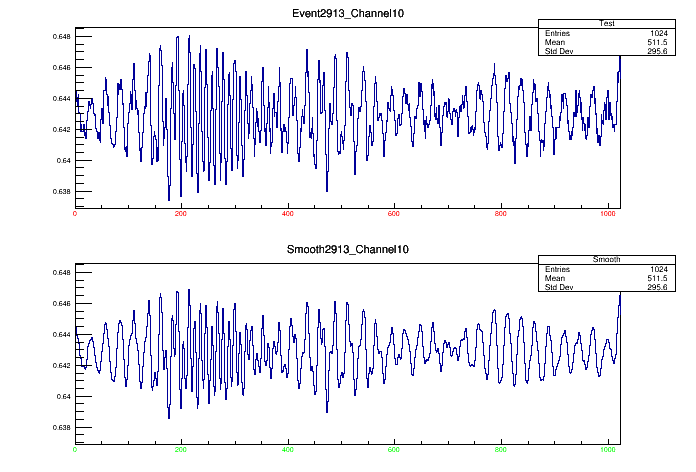 Event2913_Channel10
Test
Entries 1024
Mean 511.5
Std Dev 295.6
0.648
0.646
0.644
0.642
0.64
0.638
0 200 400 600 800 1000
Smooth2913_Channel10
Smooth
Entries 1024
Mean 511.5
Std Dev 295.6
0.648
0.646
0.644
0.642
0.64
0.638
0 200 400 600 800 1000